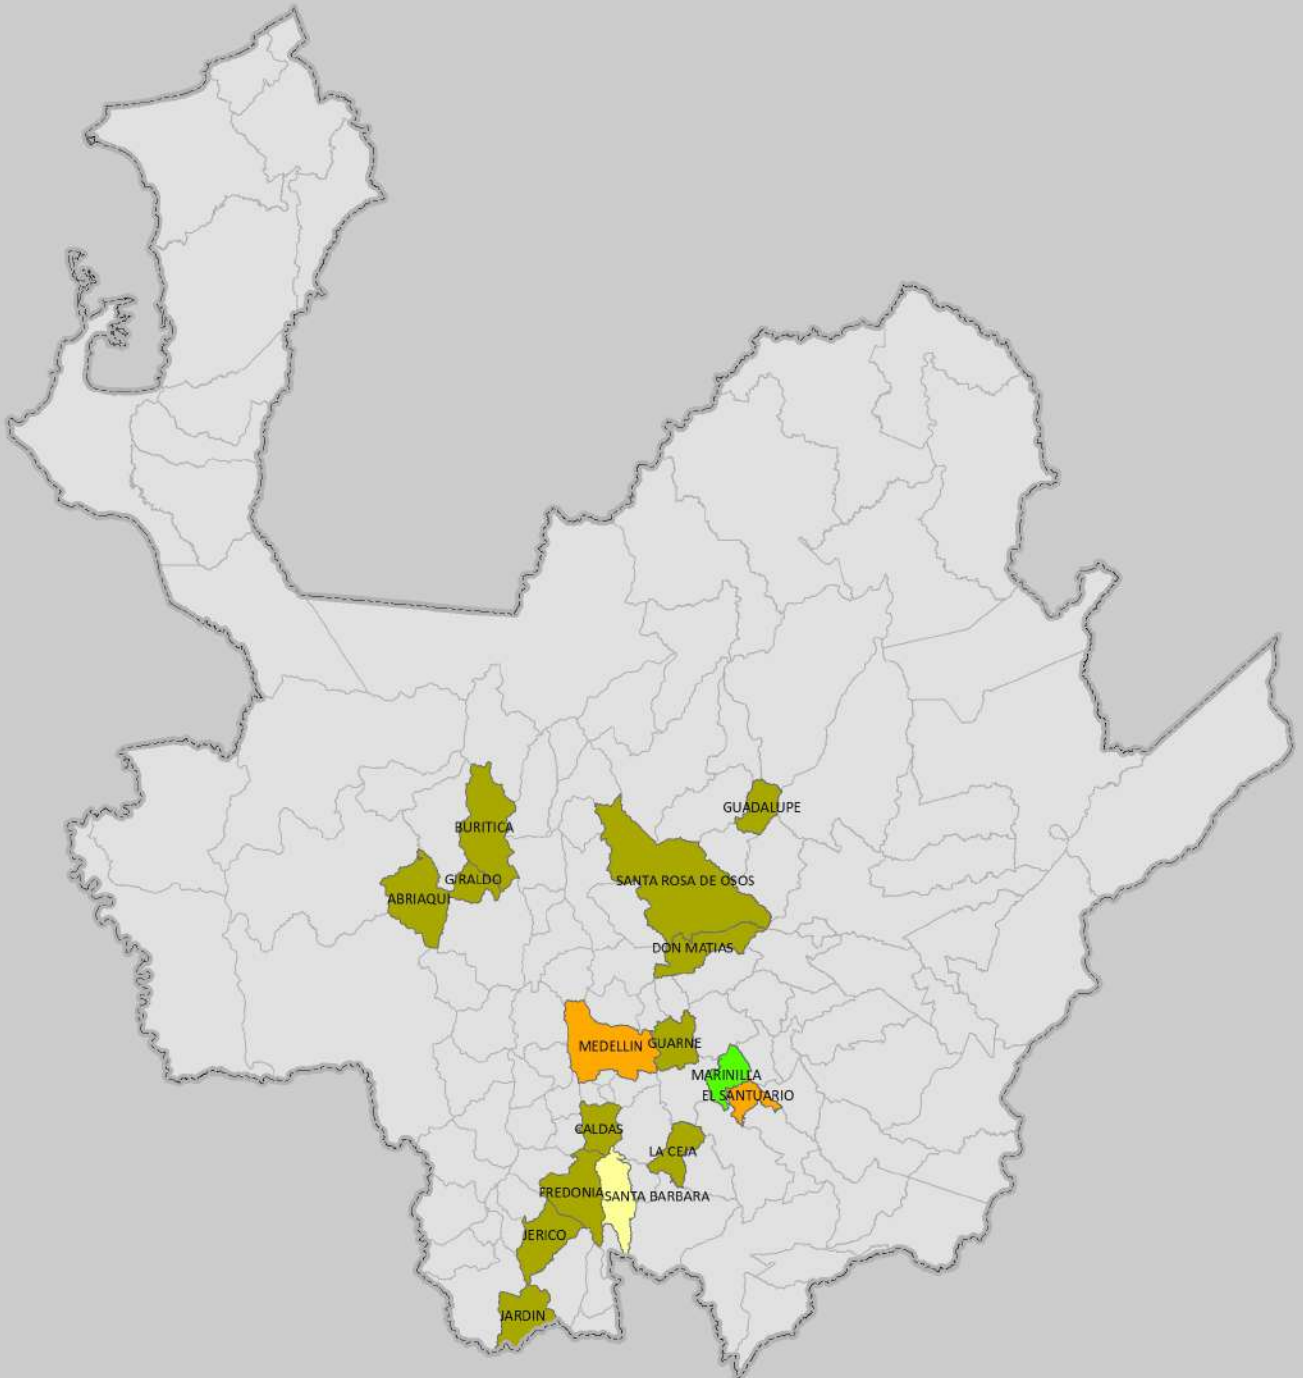 GUADALUPE
BURITICA
GIRALDO
SANTA ROSA DE OSOS
ABRIAQUI
DON MATIAS
MEDELLIN
GUARNE
MARINILLA
EL SANTUARIO
CALDAS
LA CEJA
FREDONIA
SANTA BARBARA
JERICO
JARDIN